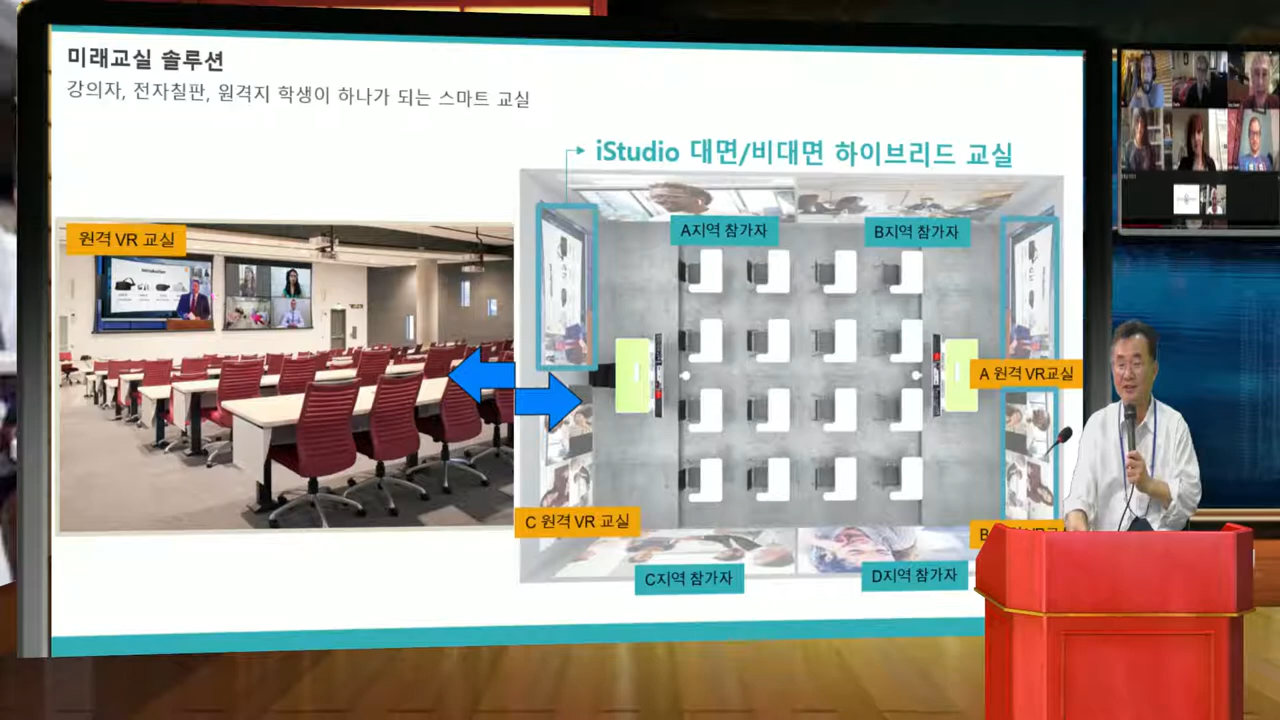 미래교실 솔루션
강의자, 전자칠판, 원격지 학생이 하나가 되는 스마트 교실
iStudio 대면/비대면 하이브리드 교실
원격 VR 교실
Introduction
A지역 참가자
B지역 참가자
A 원격 VR교실
C 원격 VR 교실
B
C지역 참가자
D지역 참가자